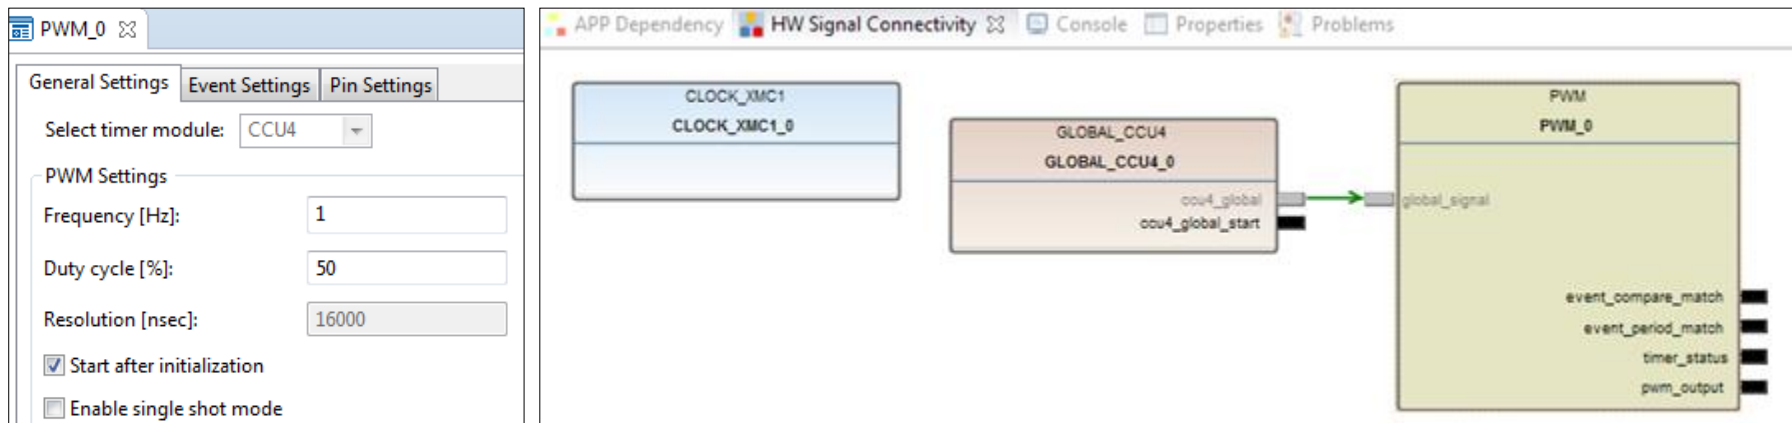 PWM_0
General Settings Event Settings Pin Settings
Select timer module: CCU4
PWM Settings
Frequency [Hz]: 1
Duty cycle [%]: 50
Resolution [nsec]: 16000
Start after initialization
Enable single shot mode
APP Dependency HW Signal Connectivity Console Properties Problems
CLOCK_XMC1
CLOCK_XMC1_0
GLOBAL_CCU4
GLOBAL_CCU4_0
ccu4_global
ccu4_global_start
PWM
PWM_0
global_signal
event_compare_match
event_period_match
timer_status
pwm_output